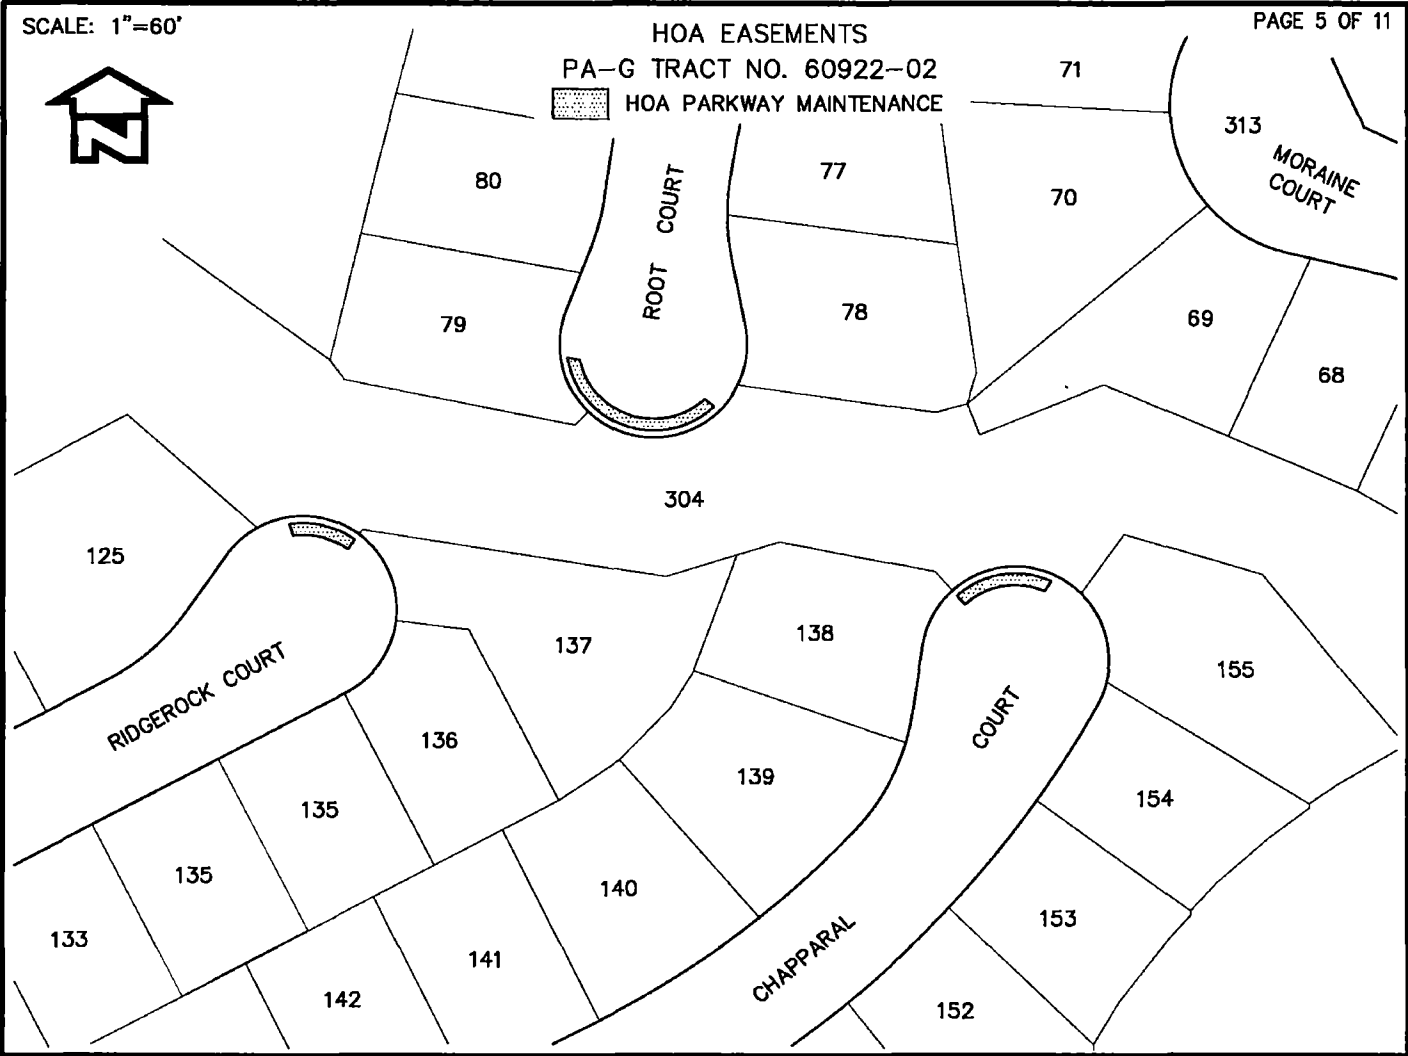 SCALE: 1"=60'
HOA EASEMENTS
PAGE 5 OF 11
PA-G TRACT NO. 60922-02
HOA PARKWAY MAINTENANCE
N
71
313
MORAINE
COURT
80
ROOT COURT
77
70
79
78
69
68
304
125
RIDGEROCK COURT
137
138
155
136
139
COURT
154
135
135
140
153
133
141
CHAPPARAL
142
152